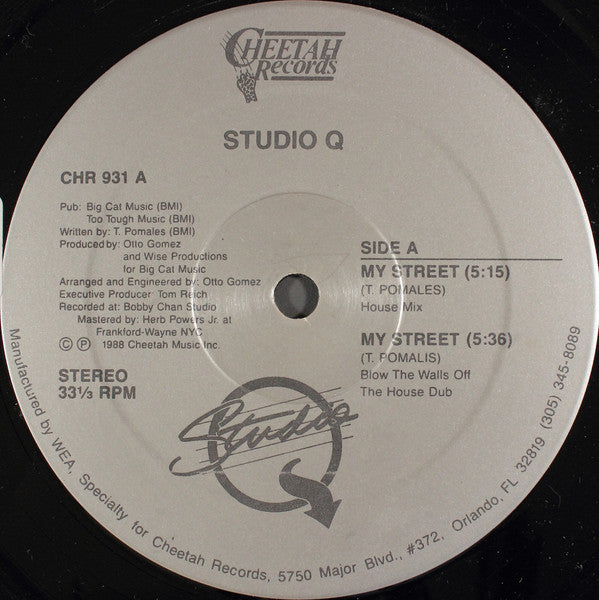 CHEETAH
Records
STUDIO Q
CHR 931 A
Pub: Big Cat Music (BMI)
Too Tough Music (BMI)
Written by: T. Pomales (BMI)
Produced by: Otto Gomez
and Wise Productions
for Big Cat Music
Arranged and Engineered by: Otto Gomez
Executive Producer Tom Reich
Recorded at: Bobby Chan Studio
Mastered by: Herb Powers Jr. at
Frankford-Wayne NYC
© ℗ 1988 Cheetah Music Inc.
STEREO
33⅓ RPM
SIDE A
MY STREET (5:15)
(T. POMALES)
House Mix
MY STREET (5:36)
(T. POMALIS)
Blow The Walls Off
The House Dub
Studio Q
Manufactured by WEA, Specialty for Cheetah Records, 5750 Major Blvd., #372, Orlando, FL 32819 (305) 345-8089